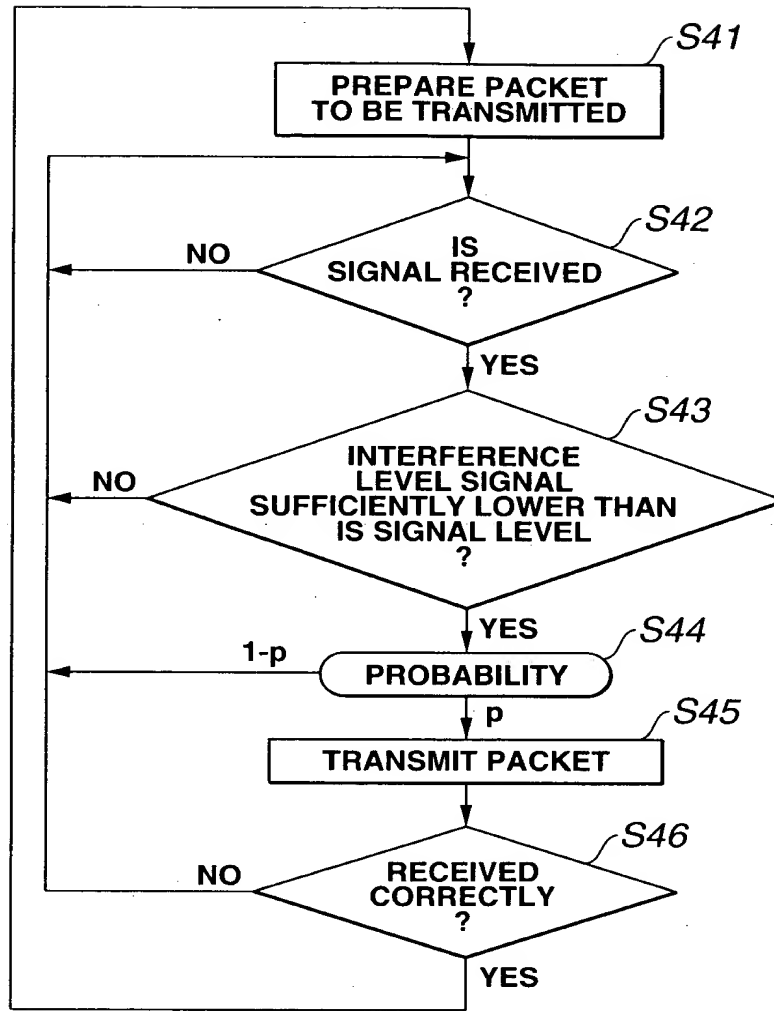 S41
PREPARE PACKET
TO BE TRANSMITTED
S42
IS
SIGNAL RECEIVED
?
NO
YES
S43
INTERFERENCE
LEVEL SIGNAL
SUFFICIENTLY LOWER THAN
IS SIGNAL LEVEL
?
NO
YES
S44
1-p
PROBABILITY
p
S45
TRANSMIT PACKET
S46
NO
RECEIVED
CORRECTLY
?
YES